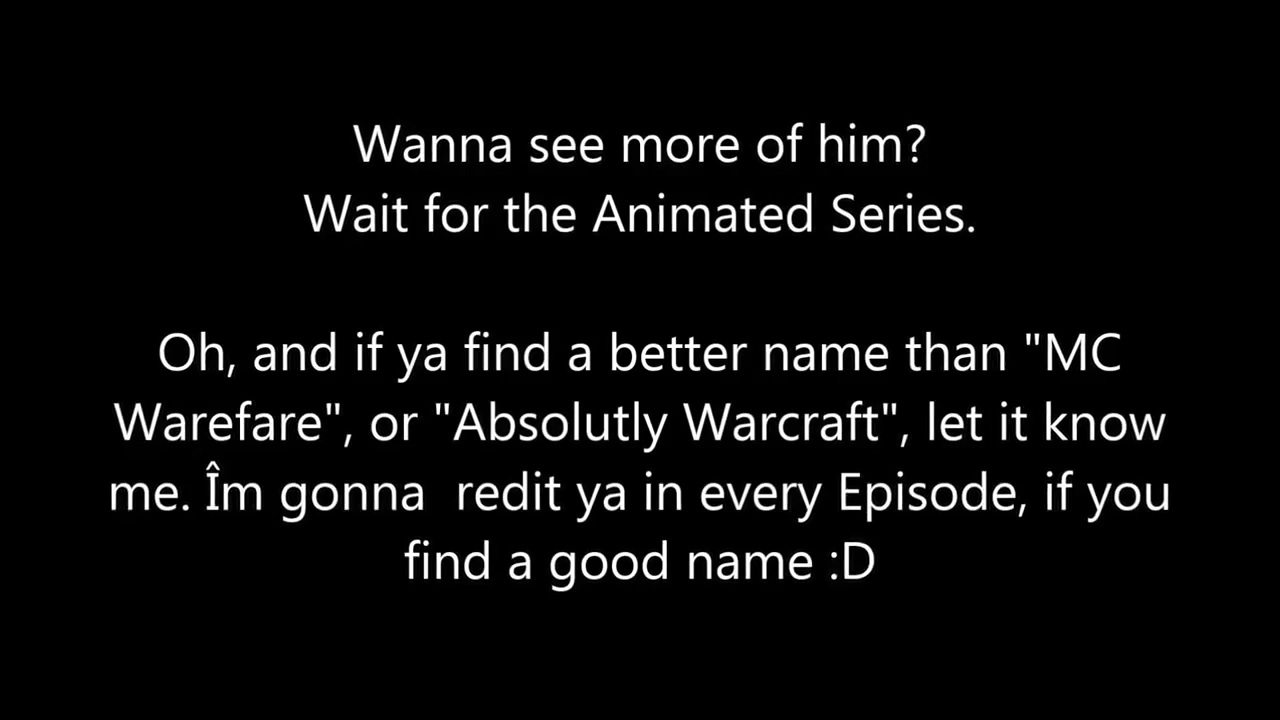 Wanna see more of him?
Wait for the Animated Series.
Oh, and if ya find a better name than "MC
Warefare", or "Absolutly Warcraft", let it know
me. Îm gonna  redit ya in every Episode, if you
find a good name :D